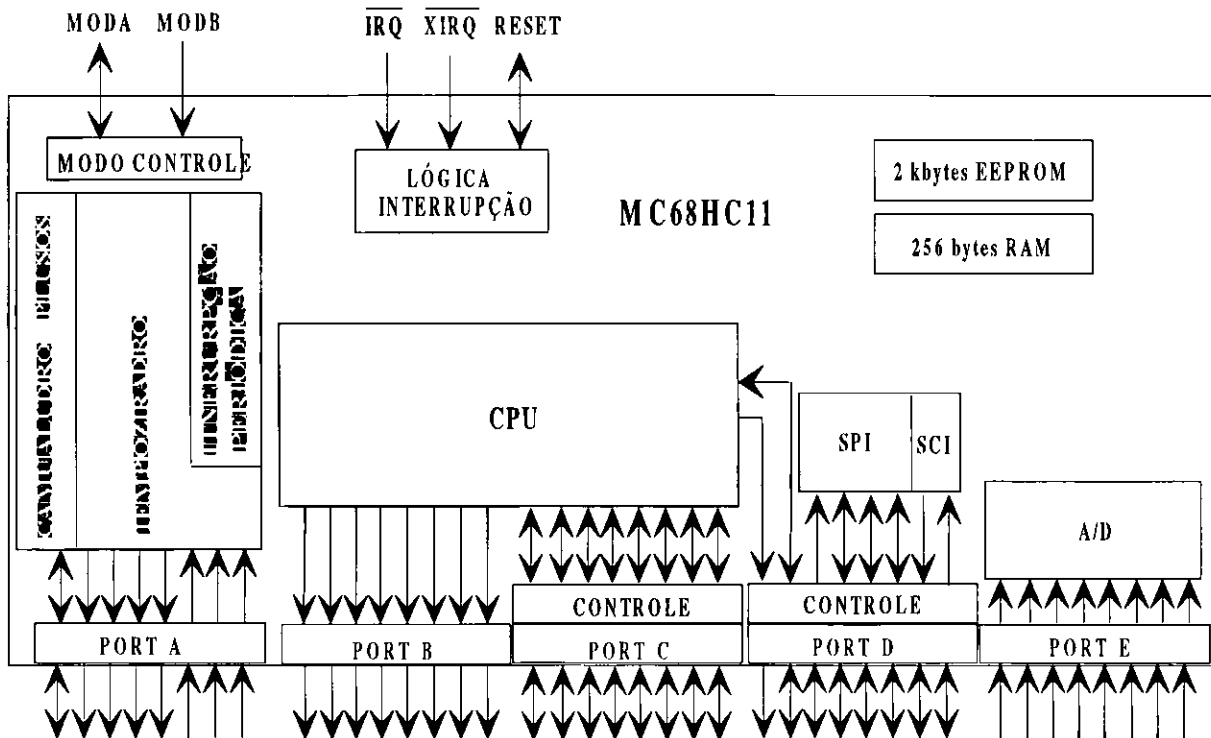 MODA MODB IRQ XIRQ RESET
MODO CONTROLE
LÓGICA
INTERRUPÇÃO
MC68HC11
2 kbytes EEPROM
256 bytes RAM
CPU
SPI
SCI
A/D
CONTROLE
CONTROLE
PORT A
PORT B
PORT C
PORT D
PORT E